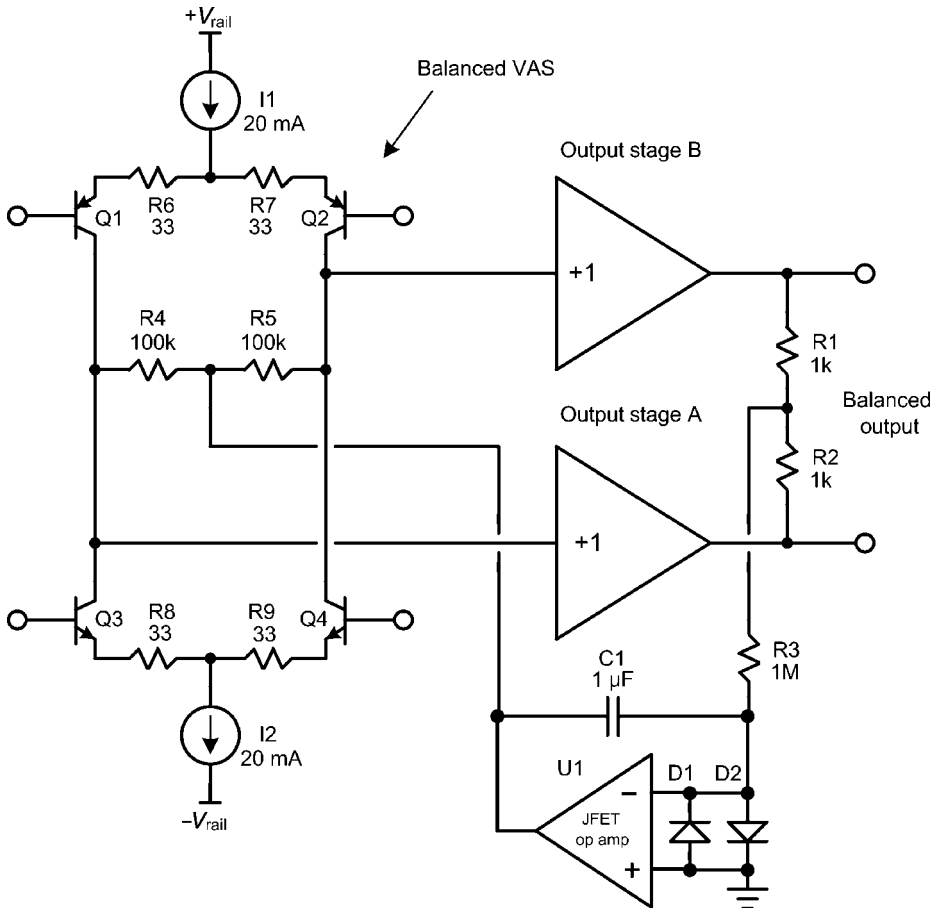 +Vrail
I1
20 mA
Balanced VAS
Output stage B
R6
33
R7
33
Q1
Q2
+1
R4
100k
R5
100k
R1
1k
Output stage A
Balanced
output
R2
1k
+1
Q3
R8
33
R9
33
Q4
R3
1M
C1
1 µF
I2
20 mA
U1
D1
D2
–
JFET
op amp
+
–Vrail